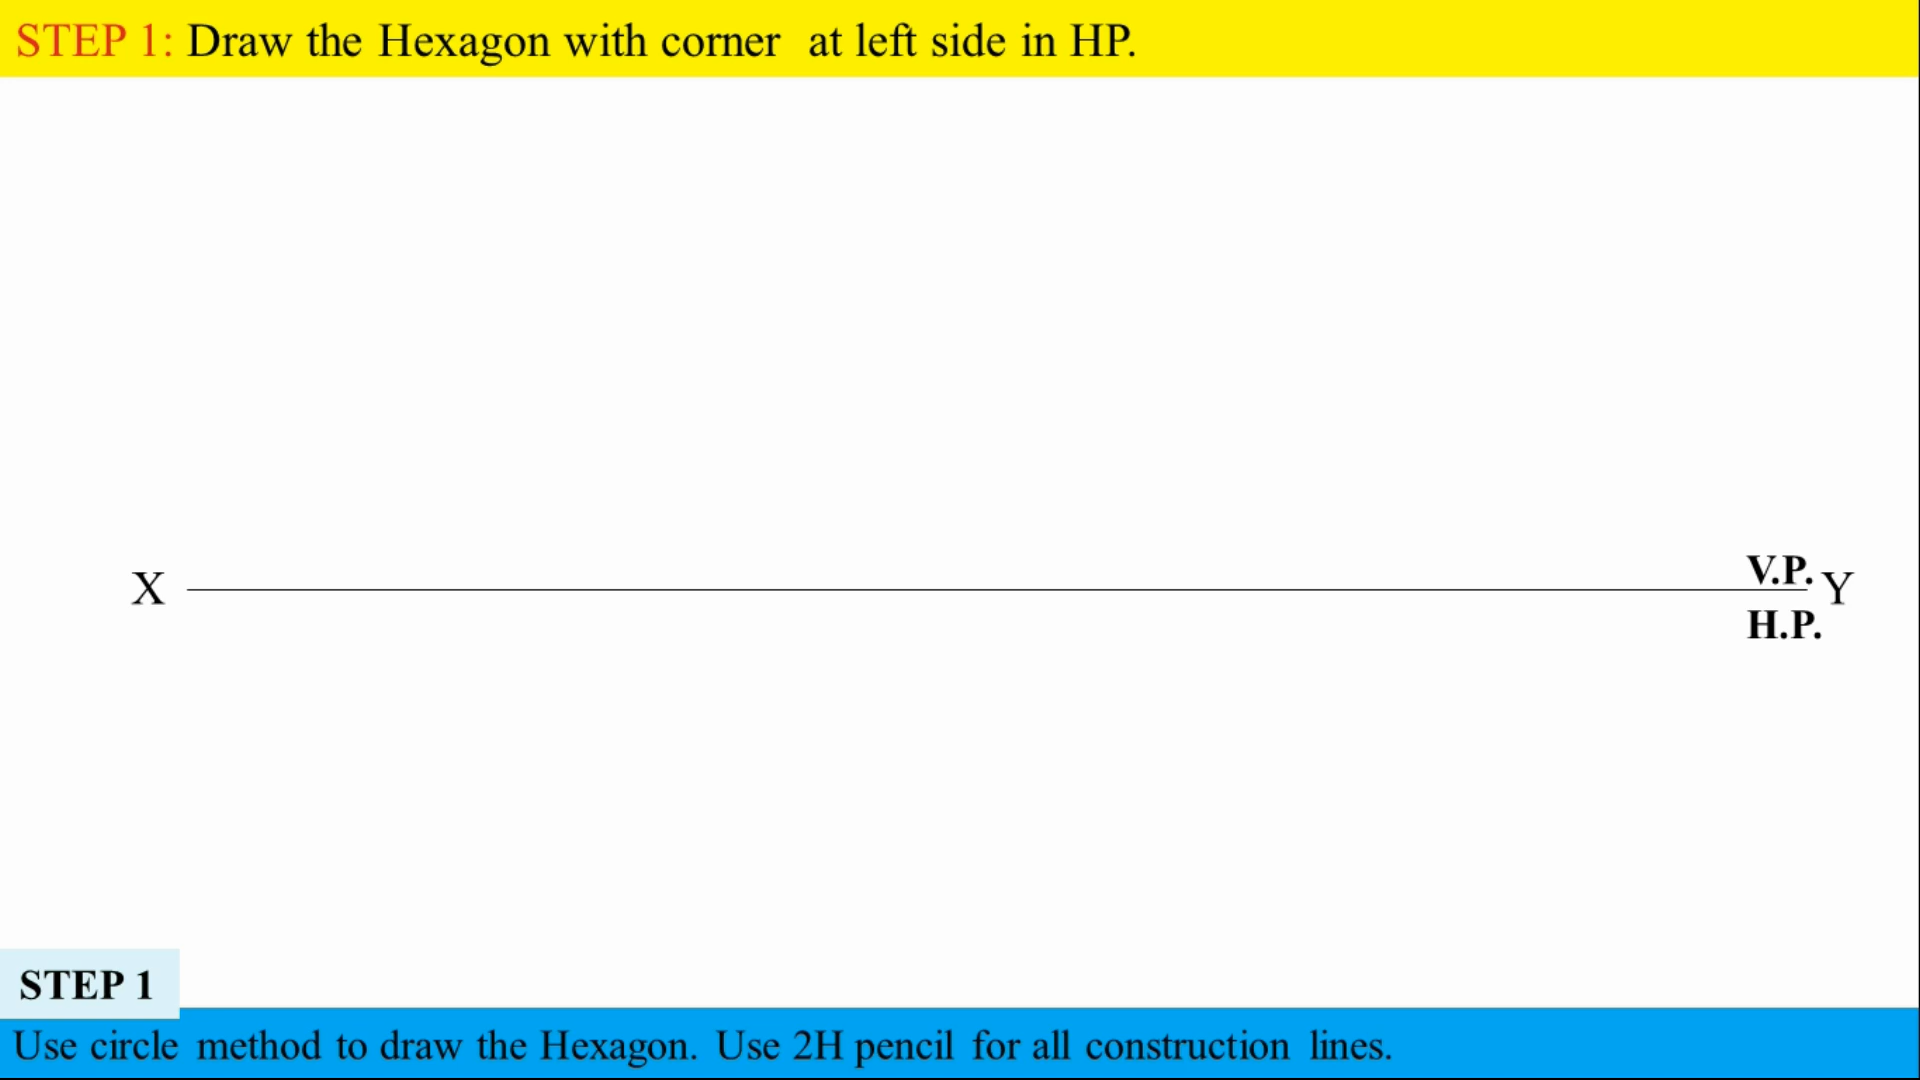 STEP 1: Draw the Hexagon with corner at left side in HP.
V.P.
X Y
H.P.
STEP 1
Use circle method to draw the Hexagon. Use 2H pencil for all construction lines.